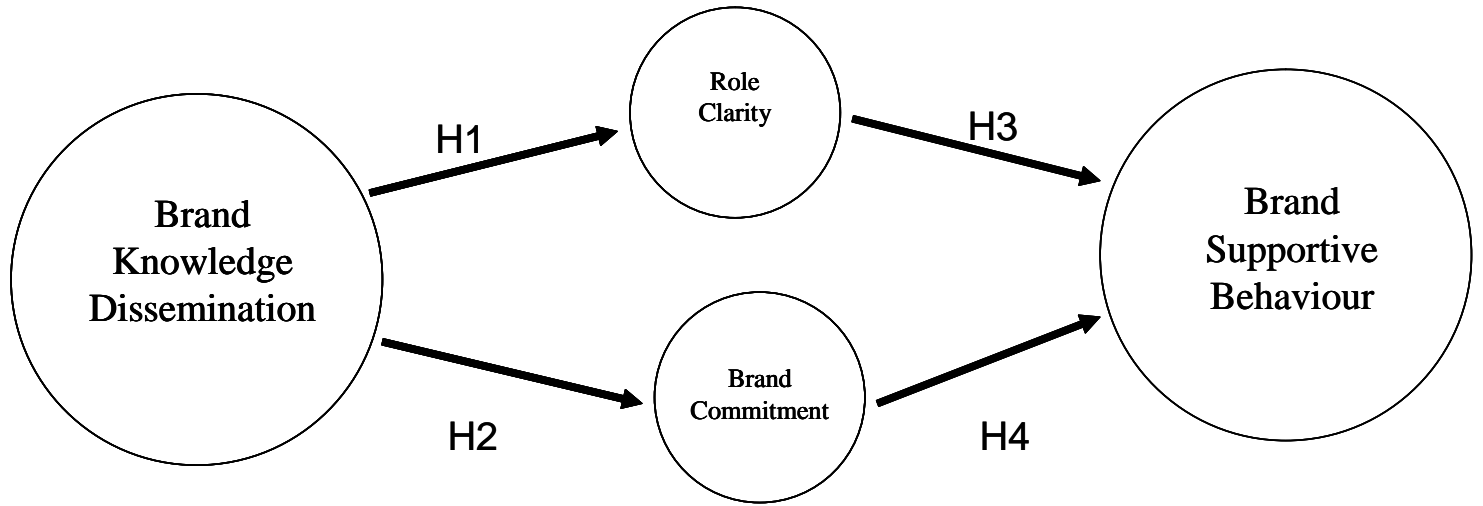 Brand
Knowledge
Dissemination
H1
H2
Role
Clarity
Brand
Commitment
H3
H4
Brand
Supportive
Behaviour